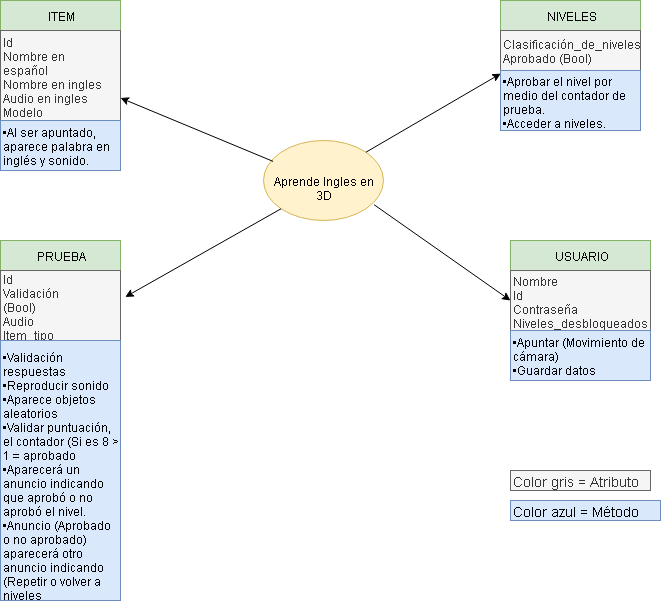 ITEM
Id
Nombre en
español
Nombre en ingles
Audio en ingles
Modelo
▪Al ser apuntado,
aparece palabra en
inglés y sonido.
NIVELES
Clasificación_de_niveles
Aprobado (Bool)
▪Aprobar el nivel por
medio del contador de
prueba.
▪Acceder a niveles.
Aprende Ingles en
3D
PRUEBA
Id
Validación
(Bool)
Audio
Item_tipo
▪Validación
respuestas
▪Reproducir sonido
▪Aparece objetos
aleatorios
▪Validar puntuación,
el contador (Si es 8 >
1 = aprobado
▪Aparecerá un
anuncio indicando
que aprobó o no
aprobó el nivel.
▪Anuncio (Aprobado
o no aprobado)
aparecerá otro
anuncio indicando
(Repetir o volver a
niveles
USUARIO
Nombre
Id
Contraseña
Niveles_desbloqueados
▪Apuntar (Movimiento de
cámara)
▪Guardar datos
Color gris = Atributo
Color azul = Método